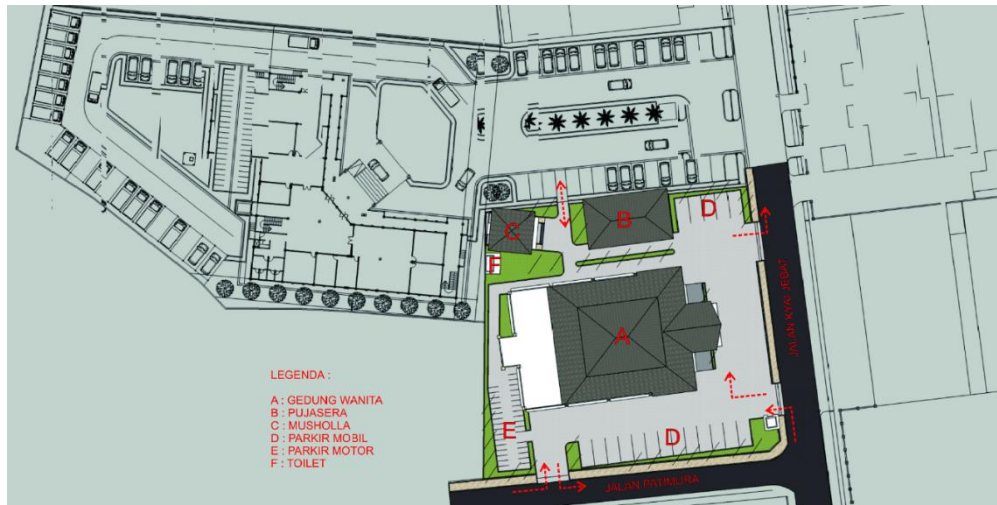 D
B
C
F
JALAN KYAI JEBAT
A
LEGENDA :
A : GEDUNG WANITA
B : PUJASERA
C : MUSHOLLA
D : PARKIR MOBIL
E : PARKIR MOTOR
F : TOILET
E
D
JALAN PATIMURA